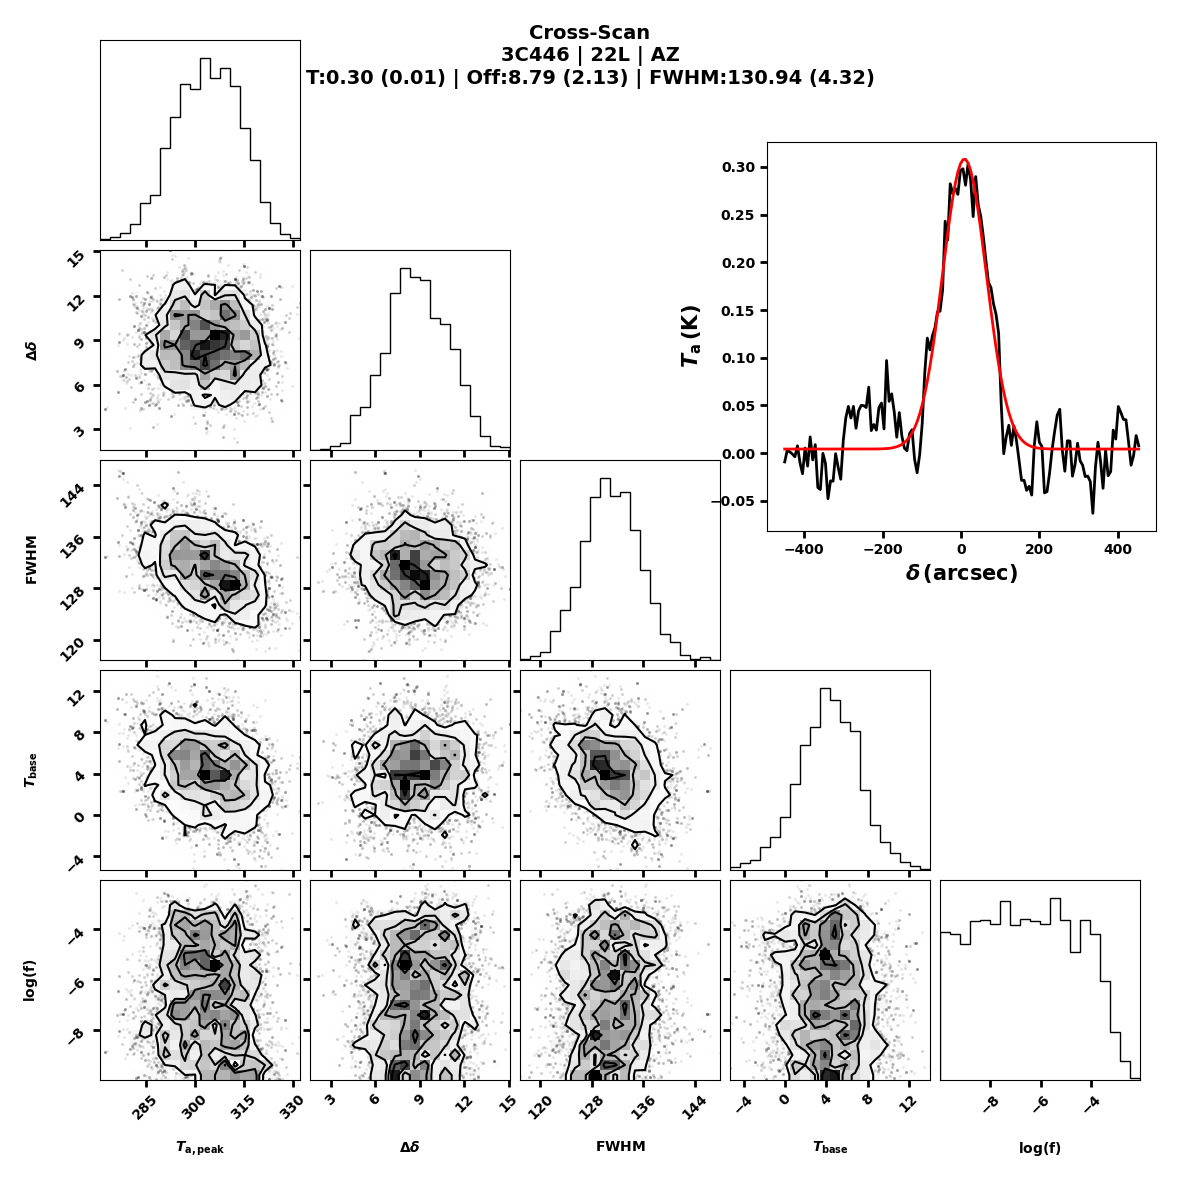 Cross-Scan
3C446 | 22L | AZ
T:0.30 (0.01) | Off:8.79 (2.13) | FWHM:130.94 (4.32)
0.30
0.25
0.20
0.15
0.10
0.05
0.00
−0.05
Ta (K)
−400 −200 0 200 400
δ (arcsec)
15
12
9
6
3
Δδ
144
136
128
120
FWHM
12
8
4
0
−4
Tbase
−4
−6
−8
log(f)
285 300 315 330 3 6 9 12 15 120 128 136 144 −4 0 4 8 12 −8 −6 −4
Ta,peak Δδ FWHM Tbase log(f)